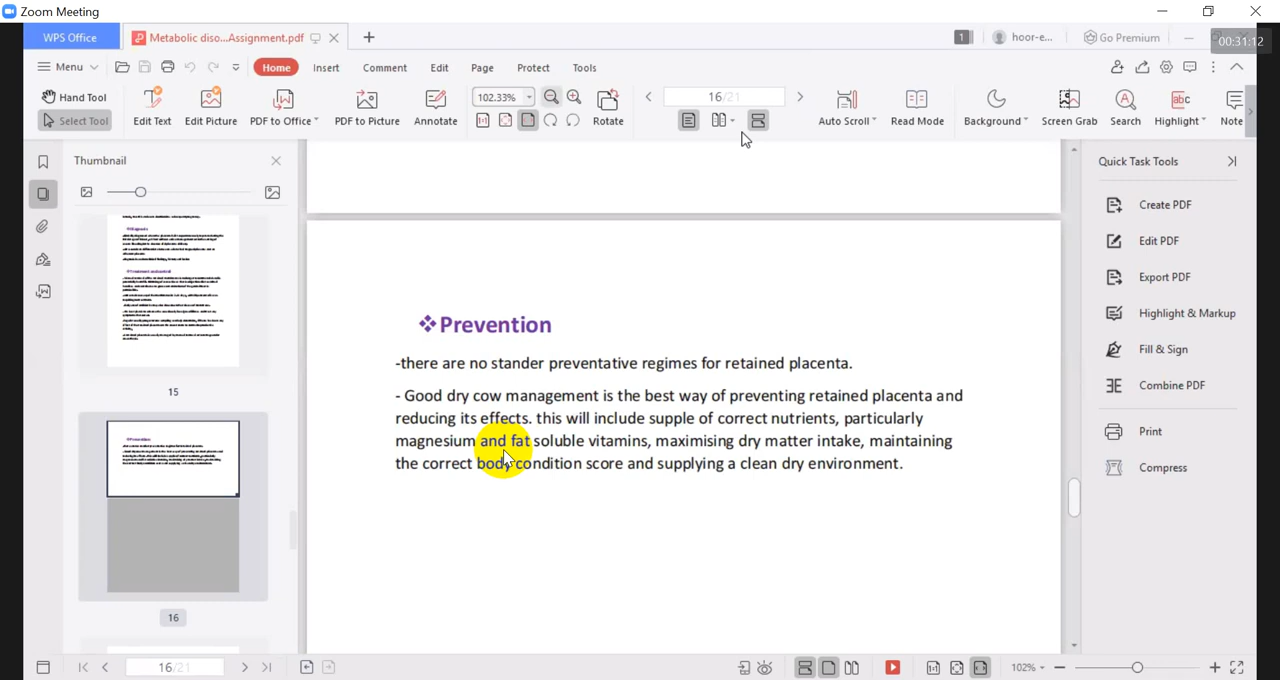 Zoom Meeting
WPS Office
Metabolic diso...Assignment.pdf
1
hoor-e...
Go Premium
00:31:12
Menu
Home
Insert
Comment
Edit
Page
Protect
Tools
Hand Tool
Select Tool
Edit Text
Edit Picture
PDF to Office
PDF to Picture
Annotate
102.33%
Rotate
16/21
Auto Scroll
Read Mode
Background
Screen Grab
Search
Highlight
Note
Thumbnail
15
16
❖Prevention
-there are no stander preventative regimes for retained placenta.
- Good dry cow management is the best way of preventing retained placenta and
reducing its effects. this will include supple of correct nutrients, particularly
magnesium and fat soluble vitamins, maximising dry matter intake, maintaining
the correct body condition score and supplying a clean dry environment.
Quick Task Tools
Create PDF
Edit PDF
Export PDF
Highlight & Markup
Fill & Sign
Combine PDF
Print
Compress
16/21
102%